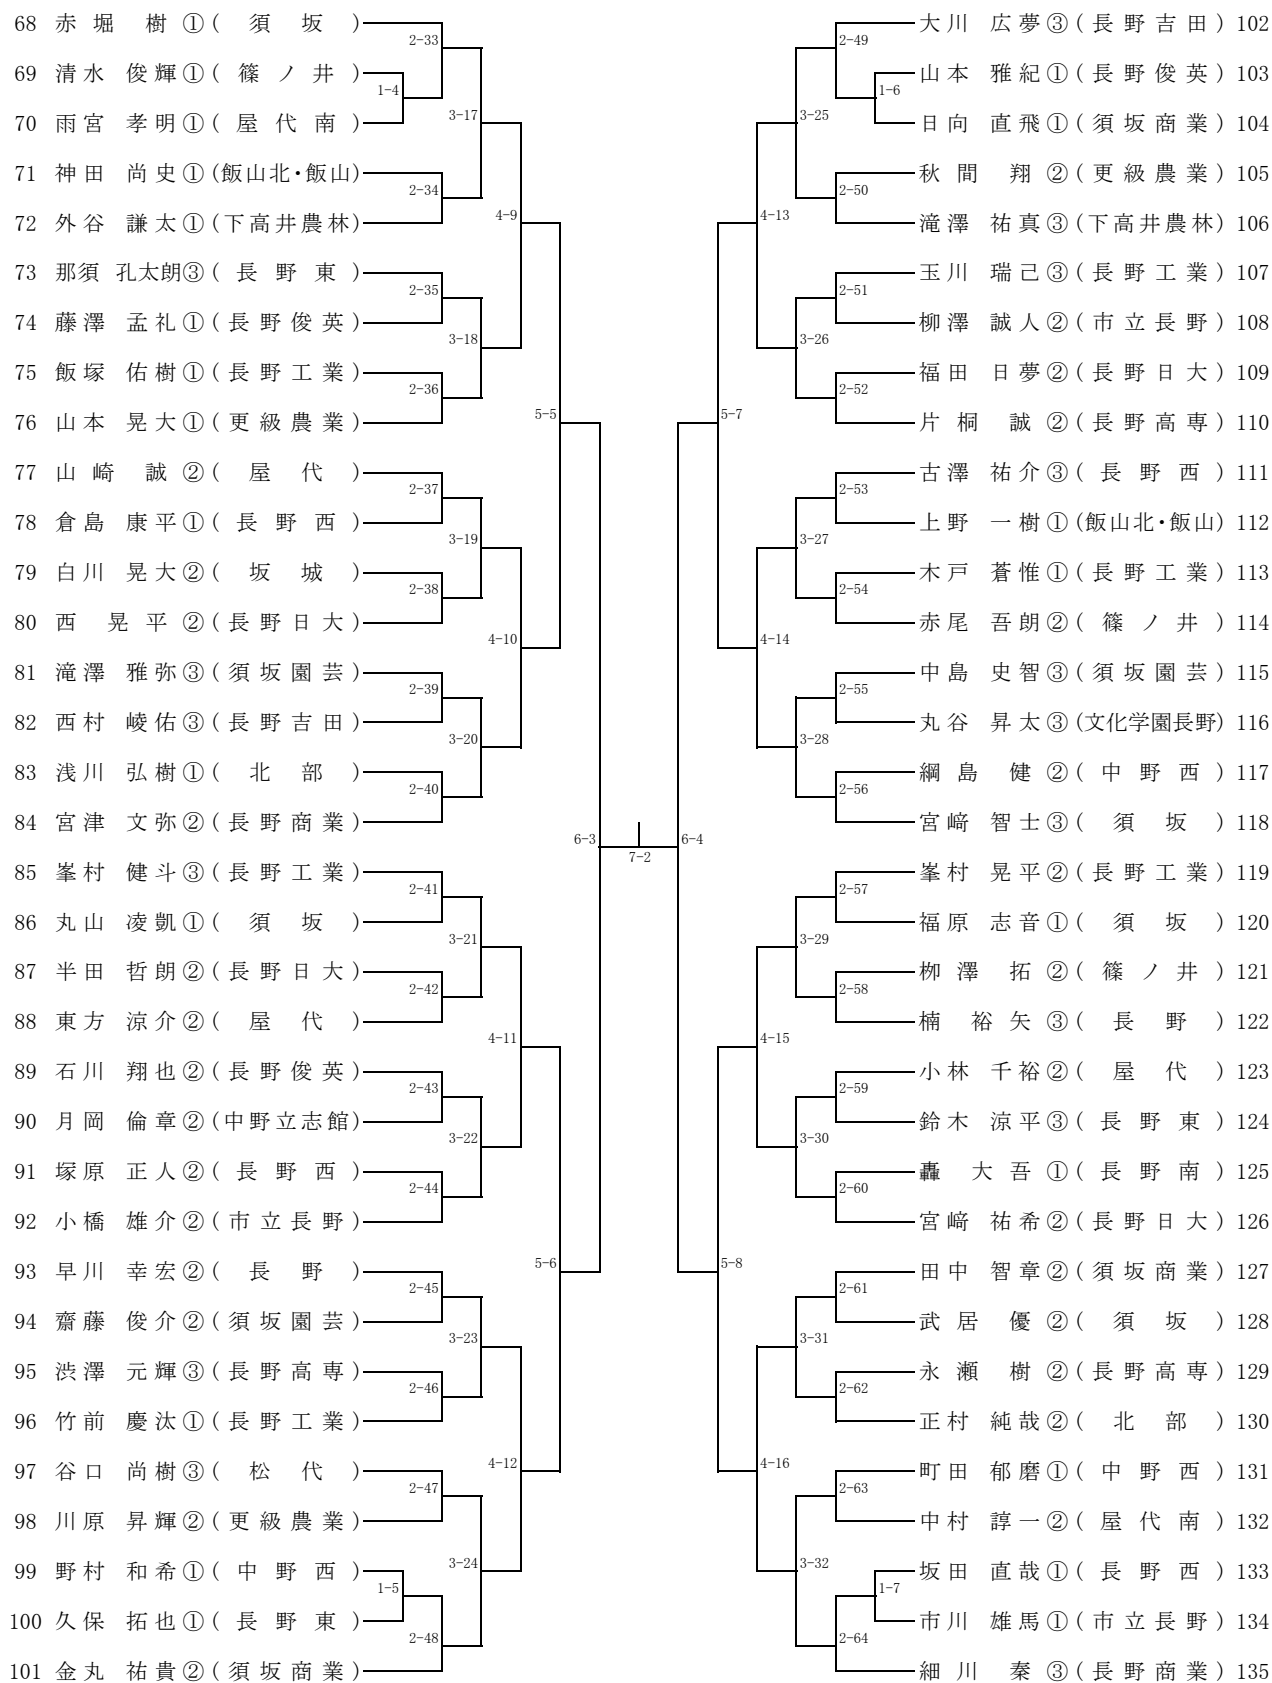 68 赤堀 樹①(須坂)
69 清水 俊輝①(篠ノ井)
70 雨宮 孝明①(屋代南)
71 神田 尚史①(飯山北・飯山)
72 外谷 謙太①(下高井農林)
73 那須 孔太朗③(長野東)
74 藤澤 孟礼①(長野俊英)
75 飯塚 佑樹①(長野工業)
76 山本 晃大①(更級農業)
77 山崎 誠②(屋代)
78 倉島 康平①(長野西)
79 白川 晃大②(坂城)
80 西 晃平②(長野日大)
81 滝澤 雅弥③(須坂園芸)
82 西村 崚佑③(長野吉田)
83 浅川 弘樹①(北部)
84 宮津 文弥②(長野商業)
85 峯村 健斗③(長野工業)
86 丸山 凌凱①(須坂)
87 半田 哲朗②(長野日大)
88 東方 涼介②(屋代)
89 石川 翔也②(長野俊英)
90 月岡 倫章②(中野立志館)
91 塚原 正人②(長野西)
92 小橋 雄介②(市立長野)
93 早川 幸宏②(長野)
94 齋藤 俊介②(須坂園芸)
95 渋澤 元輝③(長野高専)
96 竹前 慶汰①(長野工業)
97 谷口 尚樹③(松代)
98 川原 昇輝②(更級農業)
99 野村 和希①(中野西)
100 久保 拓也①(長野東)
101 金丸 祐貴②(須坂商業)
1-4
1-5
2-33
2-34
2-35
2-36
2-37
2-38
2-39
2-40
2-41
2-42
2-43
2-44
2-45
2-46
2-47
2-48
3-17
3-18
3-19
3-20
3-21
3-22
3-23
3-24
4-9
4-10
4-11
4-12
5-5
5-6
6-3
7-2
6-4
5-7
5-8
4-13
4-14
4-15
4-16
3-25
3-26
3-27
3-28
3-29
3-30
3-31
3-32
2-49
2-50
2-51
2-52
2-53
2-54
2-55
2-56
2-57
2-58
2-59
2-60
2-61
2-62
2-63
2-64
1-6
1-7
大川 広夢③(長野吉田) 102
山本 雅紀①(長野俊英) 103
日向 直飛①(須坂商業) 104
秋間 翔②(更級農業) 105
滝澤 祐真③(下高井農林) 106
玉川 瑞己③(長野工業) 107
柳澤 誠人②(市立長野) 108
福田 日夢②(長野日大) 109
片桐 誠②(長野高専) 110
古澤 祐介③(長野西) 111
上野 一樹①(飯山北・飯山) 112
木戸 蒼惟①(長野工業) 113
赤尾 吾朗②(篠ノ井) 114
中島 史智③(須坂園芸) 115
丸谷 昇太③(文化学園長野) 116
綱島 健②(中野西) 117
宮﨑 智士③(須坂) 118
峯村 晃平②(長野工業) 119
福原 志音①(須坂) 120
栁澤 拓②(篠ノ井) 121
楠 裕矢③(長野) 122
小林 千裕②(屋代) 123
鈴木 涼平③(長野東) 124
轟 大吾①(長野南) 125
宮﨑 祐希②(長野日大) 126
田中 智章②(須坂商業) 127
武居 優②(須坂) 128
永瀬 樹②(長野高専) 129
正村 純哉②(北部) 130
町田 郁磨①(中野西) 131
中村 諄一②(屋代南) 132
坂田 直哉①(長野西) 133
市川 雄馬①(市立長野) 134
細川 秦③(長野商業) 135